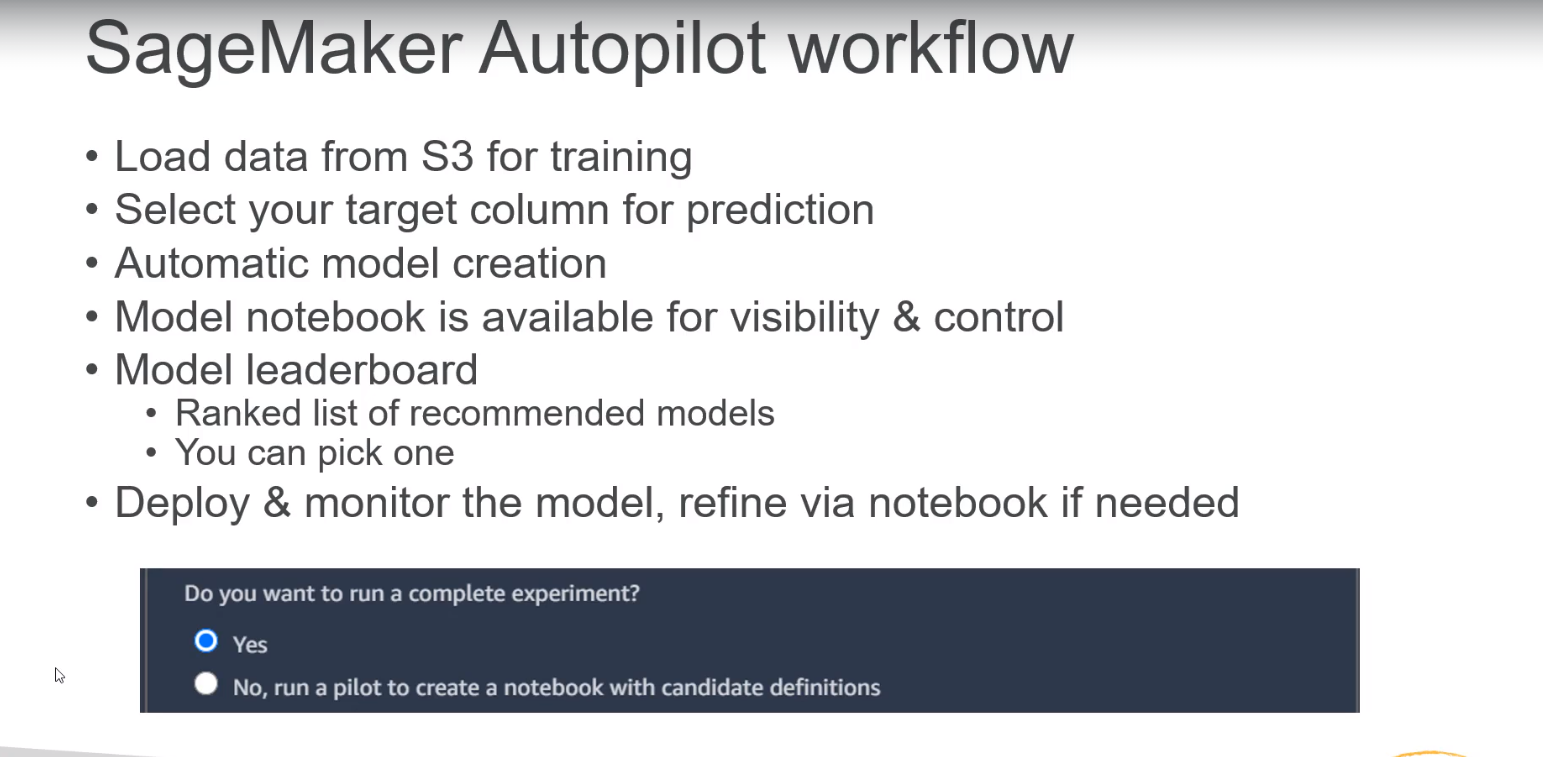 SageMaker Autopilot workflow
• Load data from S3 for training
• Select your target column for prediction
• Automatic model creation
• Model notebook is available for visibility & control
• Model leaderboard
• Ranked list of recommended models
• You can pick one
• Deploy & monitor the model, refine via notebook if needed
Do you want to run a complete experiment?
Yes
No, run a pilot to create a notebook with candidate definitions